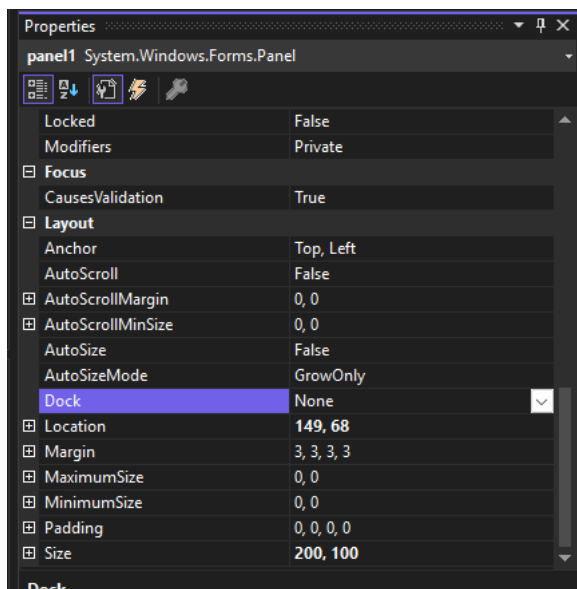 Properties
panel1 System.Windows.Forms.Panel
Locked False
Modifiers Private
Focus
CausesValidation True
Layout
Anchor Top, Left
AutoScroll False
AutoScrollMargin 0, 0
AutoScrollMinSize 0, 0
AutoSize False
AutoSizeMode GrowOnly
Dock None
Location 149, 68
Margin 3, 3, 3, 3
MaximumSize 0, 0
MinimumSize 0, 0
Padding 0, 0, 0, 0
Size 200, 100
Dock